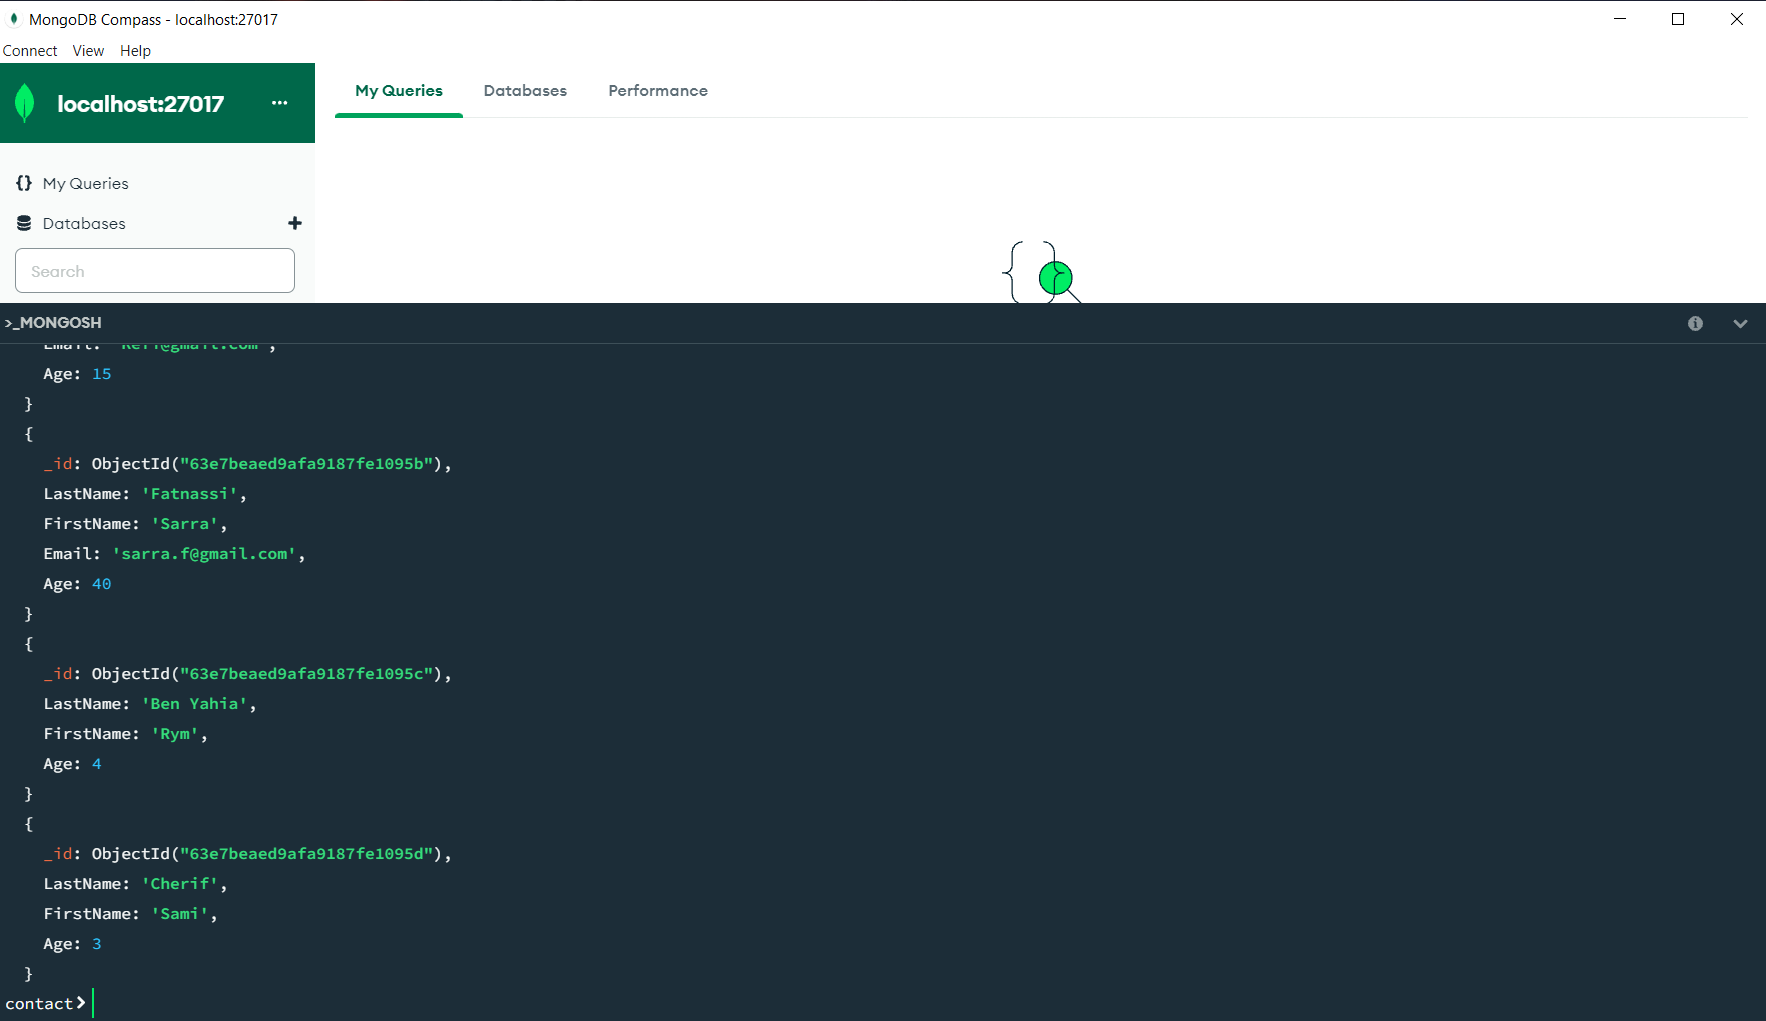 MongoDB Compass - localhost:27017
Connect View Help
localhost:27017 ...
My Queries Databases Performance
{} My Queries
Databases +
Search
>_MONGOSH
Email: 
Age: 15
}
{
_id: ObjectId("63e7beaed9afa9187fe1095b"),
LastName: 'Fatnassi',
FirstName: 'Sarra',
Email: 'sarra.f@gmail.com',
Age: 40
}
{
_id: ObjectId("63e7beaed9afa9187fe1095c"),
LastName: 'Ben Yahia',
FirstName: 'Rym',
Age: 4
}
{
_id: ObjectId("63e7beaed9afa9187fe1095d"),
LastName: 'Cherif',
FirstName: 'Sami',
Age: 3
}
contact>